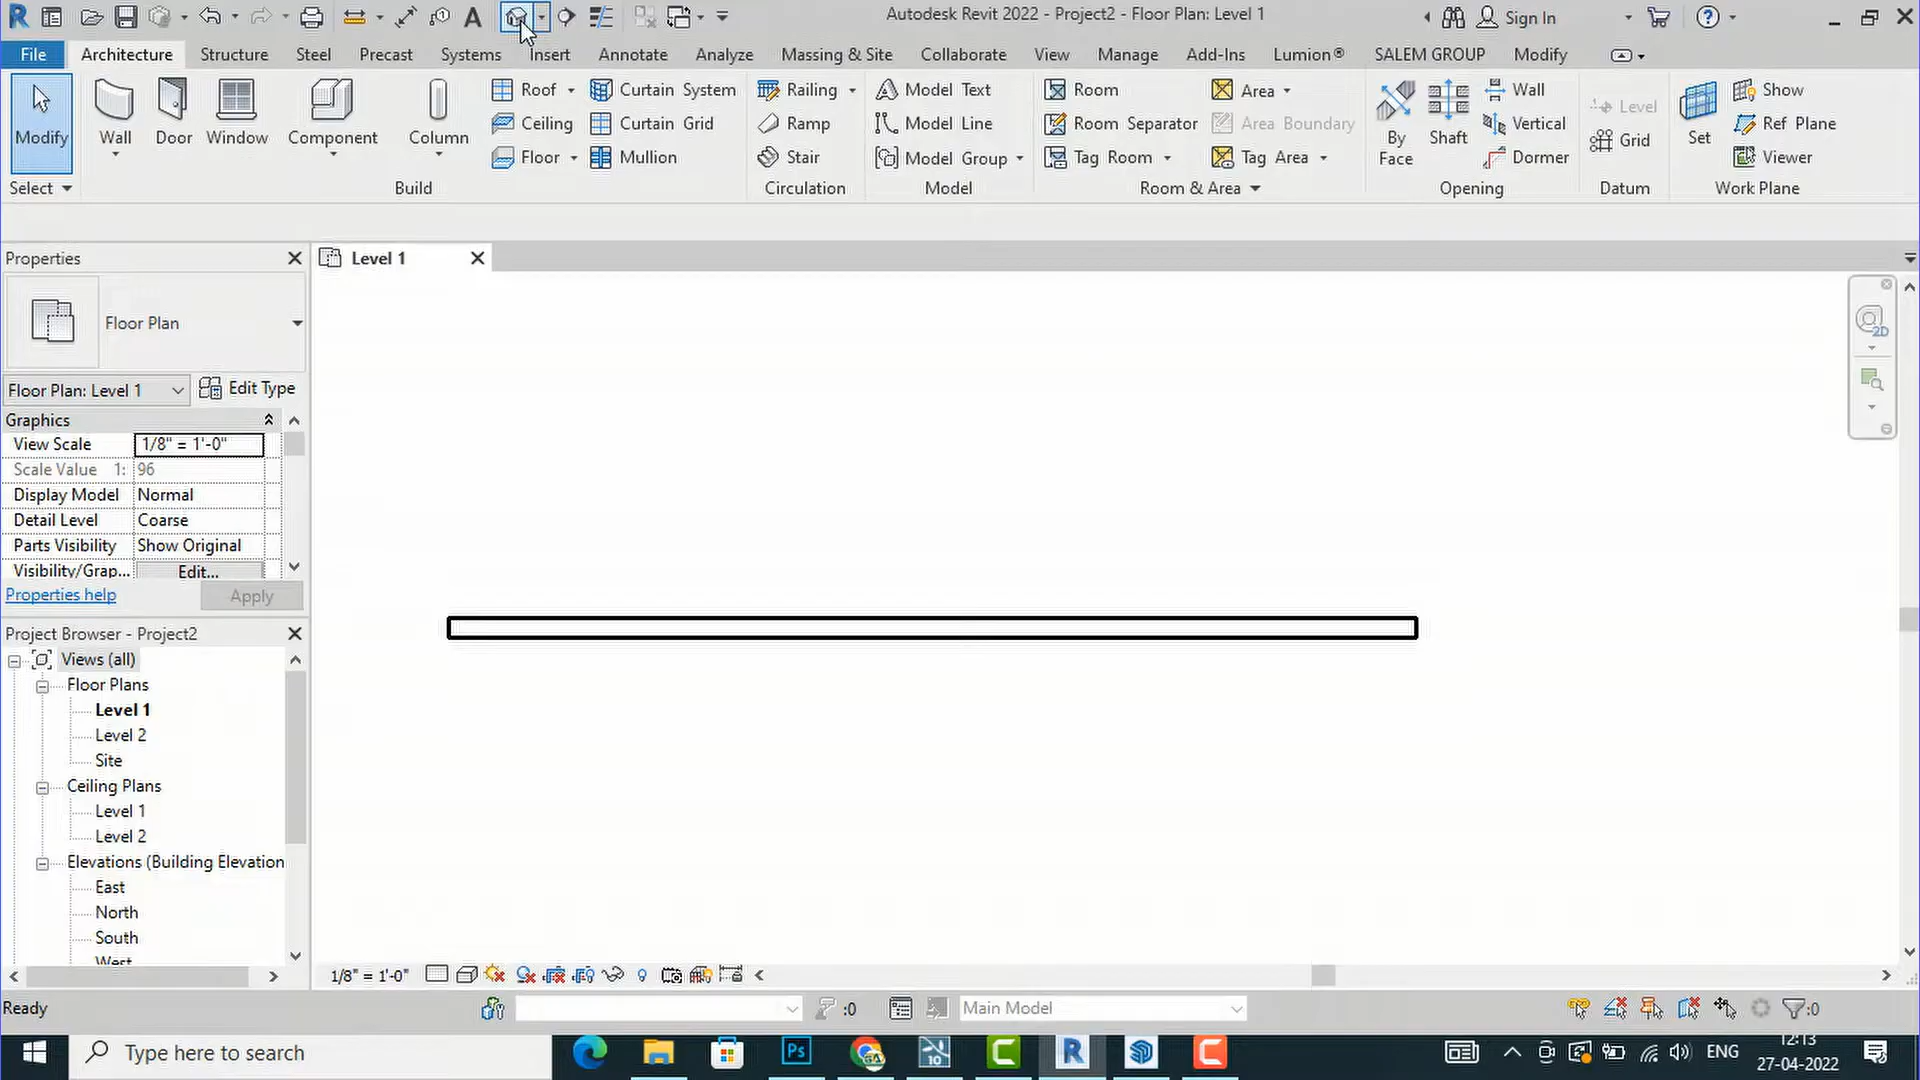 Autodesk Revit 2022 - Project2 - Floor Plan: Level 1
Sign In
File Architecture Structure Steel Precast Systems Insert Annotate Analyze Massing & Site Collaborate View Manage Add-Ins Lumion® SALEM GROUP Modify
Modify
Select
Wall
Door
Window
Component
Column
Roof
Ceiling
Floor
Curtain System
Curtain Grid
Mullion
Build
Railing
Ramp
Stair
Circulation
Model Text
Model Line
Model Group
Model
Room
Room Separator
Tag Room
Area
Area Boundary
Tag Area
Room & Area
By
Face
Shaft
Wall
Vertical
Dormer
Opening
Level
Grid
Datum
Set
Show
Ref Plane
Viewer
Work Plane
Properties
Floor Plan
Floor Plan: Level 1
Edit Type
Graphics
View Scale 1/8" = 1'-0"
Scale Value 1: 96
Display Model Normal
Detail Level Coarse
Parts Visibility Show Original
Visibility/Grap... Edit...
Properties help
Apply
Project Browser - Project2
Views (all)
Floor Plans
Level 1
Level 2
Site
Ceiling Plans
Level 1
Level 2
Elevations (Building Elevation
East
North
South
West
Level 1
2D
1/8" = 1'-0"
Ready
:0
Main Model
:0
Type here to search
Ps
10
ENG
12:13
27-04-2022